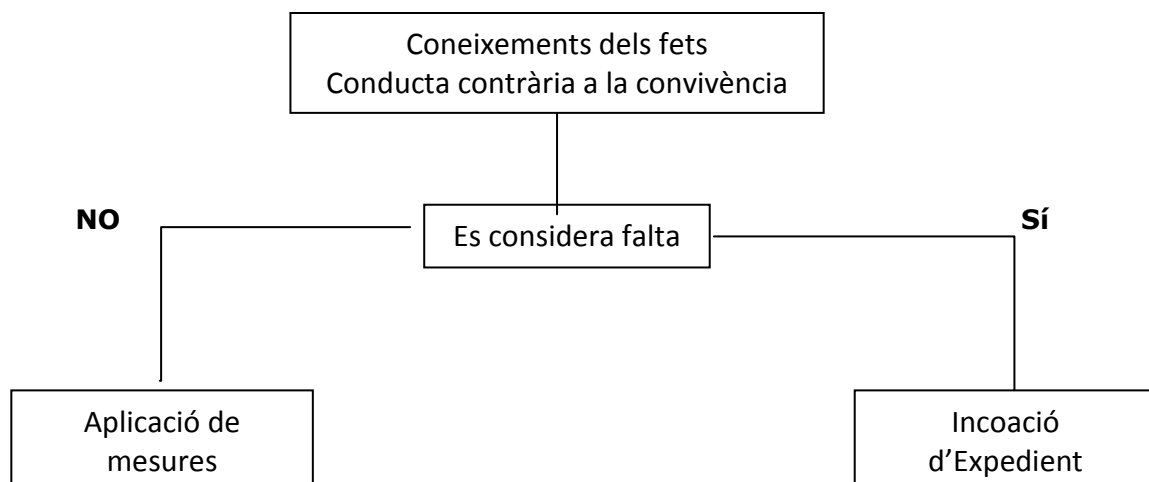 Coneixements dels fets
Conducta contrària a la convivència
NO
Es considera falta
Sí
Aplicació de
mesures
Incoació
d’Expedient